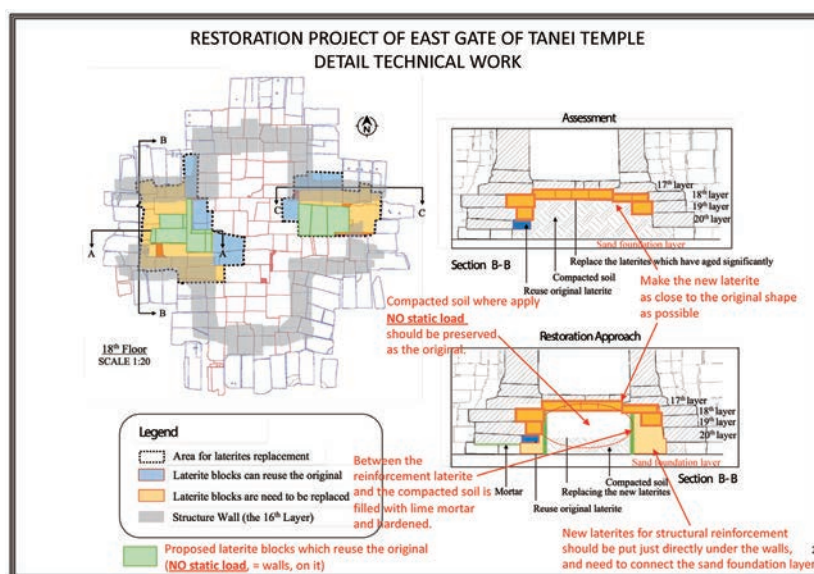 RESTORATION PROJECT OF EAST GATE OF TANEI TEMPLE
DETAIL TECHNICAL WORK
N
B
B
A
A
C
C
18th Floor
SCALE 1:20
Assessment
17th layer
18th layer
19th layer
20th layer
Sand foundation layer
Replace the laterites which have aged significantly
Compacted soil
Reuse original laterite
Section B-B
Make the new laterite
as close to the original shape
as possible
Compacted soil where apply
NO static load
should be preserved
as the original.
Restoration Approach
17th layer
18th layer
19th layer
20th layer
Sand foundation layer
Compacted soil
Replacing the new laterites
Mortar
Reuse original laterite
Section B-B
Between the
reinforcement laterite
and the compacted soil is
filled with lime mortar
and hardened.
New laterites for structural reinforcement
should be put just directly under the walls,
and need to connect the sand foundation layer
Legend
Area for laterites replacement
Laterite blocks can reuse the original
Laterite blocks are need to be replaced
Structure Wall (the 16th Layer)
Proposed laterite blocks which reuse the original
(NO static load, = walls, on it)